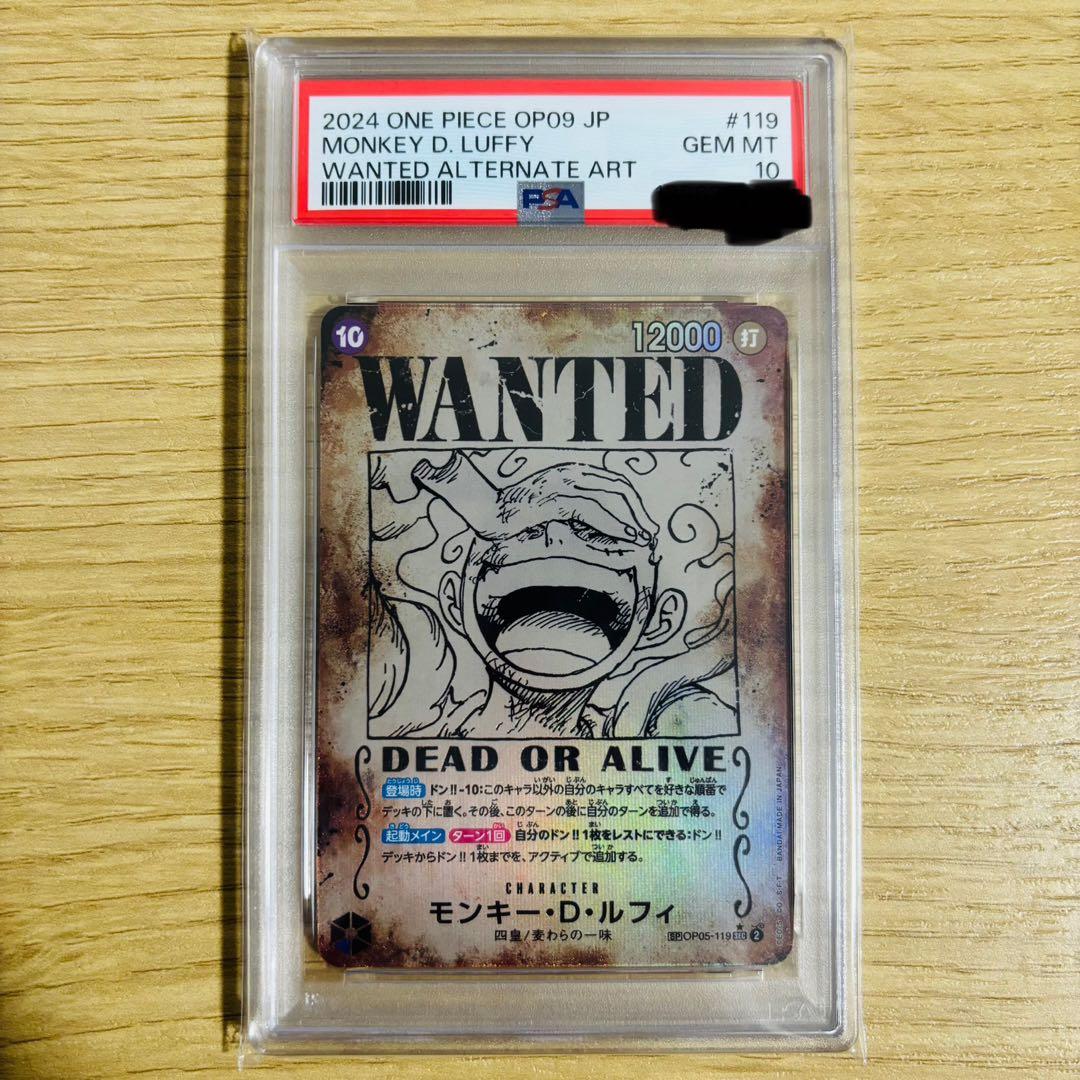 2024 ONE PIECE OP09 JP #119
MONKEY D. LUFFY GEM MT
WANTED ALTERNATE ART 10
PSA
10 12000 打
WANTED
DEAD OR ALIVE
登場時 ドン!!-10:このキャラ以外の自分のキャラすべてを好きな順番で
デッキの下に置く。その後、このターンの後に自分のターンを追加で得る。
起動メイン ターン1回 自分のドン!!1枚をレストにできる:ドン!!
デッキからドン!!1枚までを、アクティブで追加する。
CHARACTER
モンキー・D・ルフィ
四皇/麦わらの一味
SP OP05-119 SEC 2
BANDAI MADE IN JAPAN